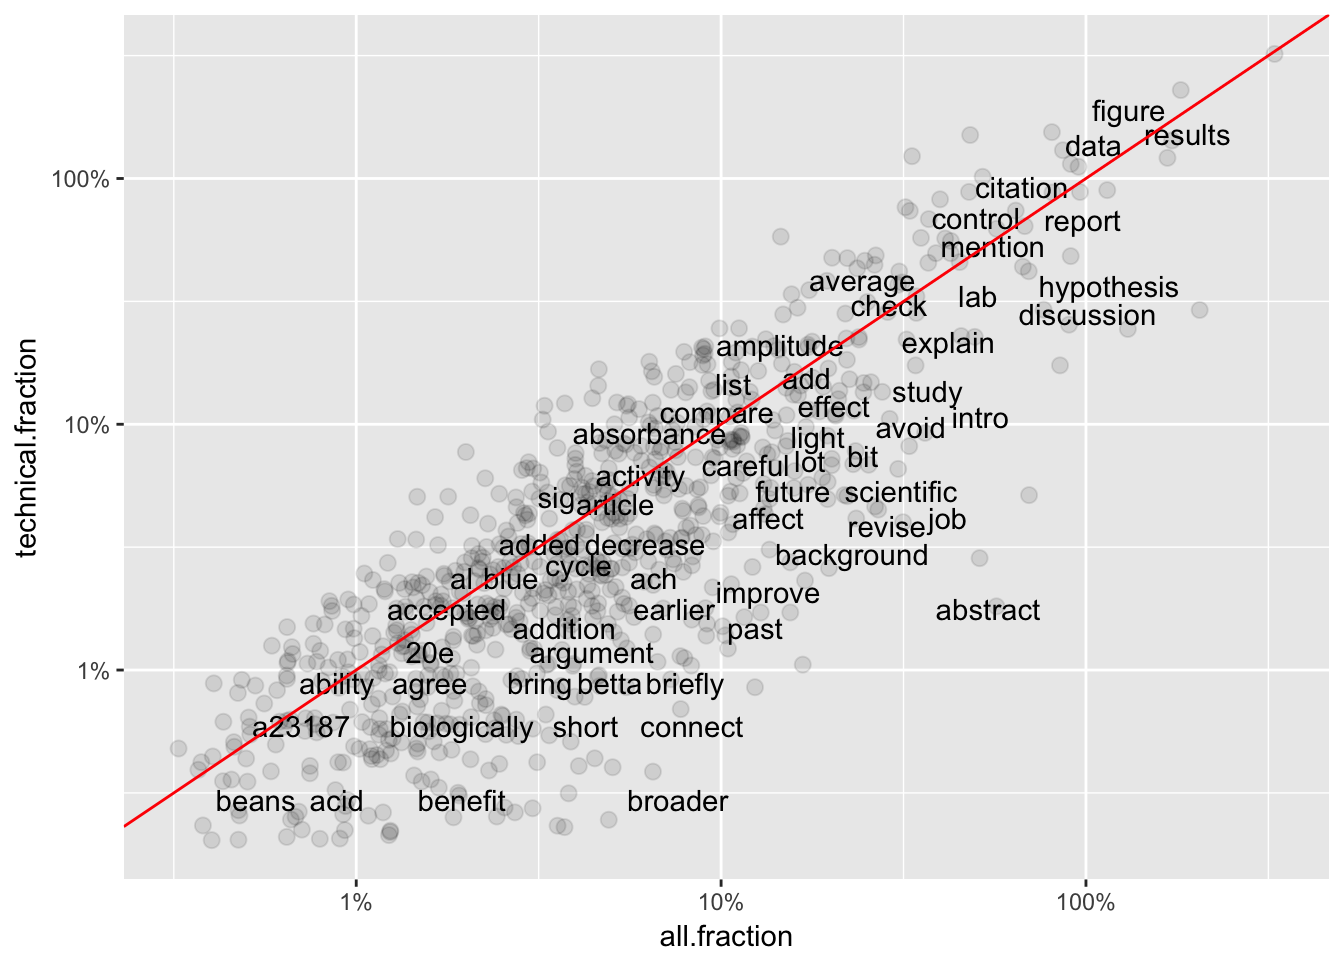 figure
results
data
100%
citation
control report
mention
average
hypothesis
lab
check
discussion
explain
amplitude
list add
study
effect
compare
intro
10%
avoid
absorbance
light
bit
careful lot
activity
future scientific
sig
article
affect
revise job
technical.fraction
added decrease
background
cycle
al blue
ach
improve
accepted
earlier
abstract
addition
past
20e
argument
1%
ability agree
bring betta briefly
a23187 biologically short connect
beans acid benefit broader
1% 10% 100%
all.fraction